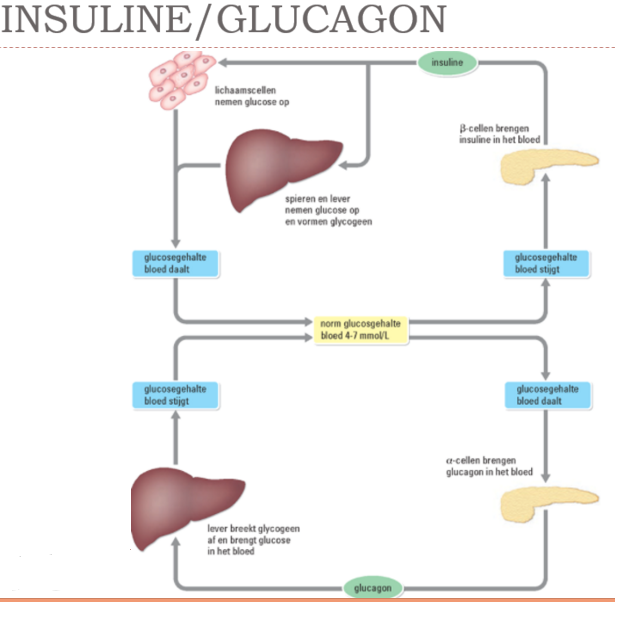 INSULINE/GLUCAGON
insuline
lichaamscellen
nemen glucose op
β-cellen brengen
insuline in het bloed
spieren en lever
nemen glucose op
en vormen glycogeen
glucosegehalte
bloed daalt
glucosegehalte
bloed stijgt
norm glucosgehalte
bloed 4-7 mmol/L
glucosegehalte
bloed stijgt
glucosegehalte
bloed daalt
α-cellen brengen
glucagon in het bloed
lever breekt glycogeen
af en brengt glucose
in het bloed
glucagon